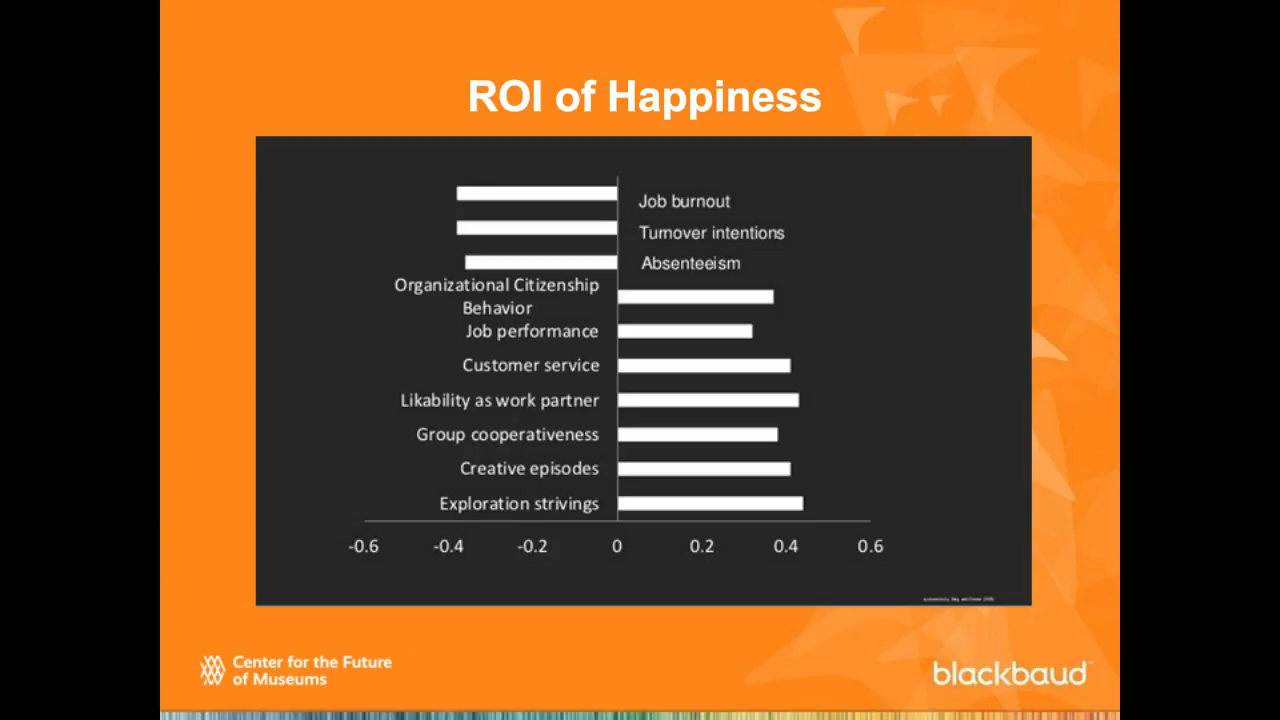 ROI of Happiness
Job burnout
Turnover intentions
Absenteeism
Organizational Citizenship
Behavior
Job performance
Customer service
Likability as work partner
Group cooperativeness
Creative episodes
Exploration strivings
-0.6 -0.4 -0.2 0 0.2 0.4 0.6
Center for the Future
of Museums
blackbaud